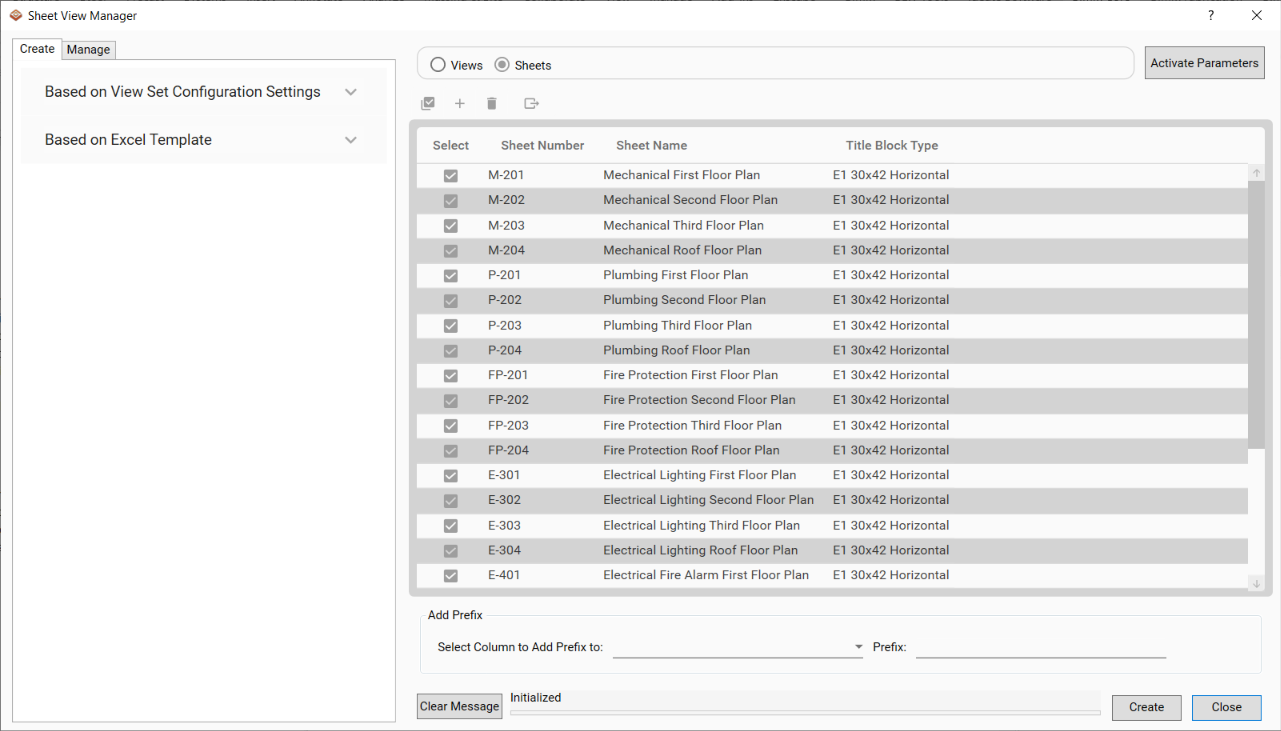 Sheet View Manager
?
Create Manage
Based on View Set Configuration Settings
Based on Excel Template
Views Sheets
Activate Parameters
Select Sheet Number Sheet Name Title Block Type
M-201 Mechanical First Floor Plan E1 30x42 Horizontal
M-202 Mechanical Second Floor Plan E1 30x42 Horizontal
M-203 Mechanical Third Floor Plan E1 30x42 Horizontal
M-204 Mechanical Roof Floor Plan E1 30x42 Horizontal
P-201 Plumbing First Floor Plan E1 30x42 Horizontal
P-202 Plumbing Second Floor Plan E1 30x42 Horizontal
P-203 Plumbing Third Floor Plan E1 30x42 Horizontal
P-204 Plumbing Roof Floor Plan E1 30x42 Horizontal
FP-201 Fire Protection First Floor Plan E1 30x42 Horizontal
FP-202 Fire Protection Second Floor Plan E1 30x42 Horizontal
FP-203 Fire Protection Third Floor Plan E1 30x42 Horizontal
FP-204 Fire Protection Roof Floor Plan E1 30x42 Horizontal
E-301 Electrical Lighting First Floor Plan E1 30x42 Horizontal
E-302 Electrical Lighting Second Floor Plan E1 30x42 Horizontal
E-303 Electrical Lighting Third Floor Plan E1 30x42 Horizontal
E-304 Electrical Lighting Roof Floor Plan E1 30x42 Horizontal
E-401 Electrical Fire Alarm First Floor Plan E1 30x42 Horizontal
Add Prefix
Select Column to Add Prefix to: Prefix:
Clear Message Initialized
Create Close